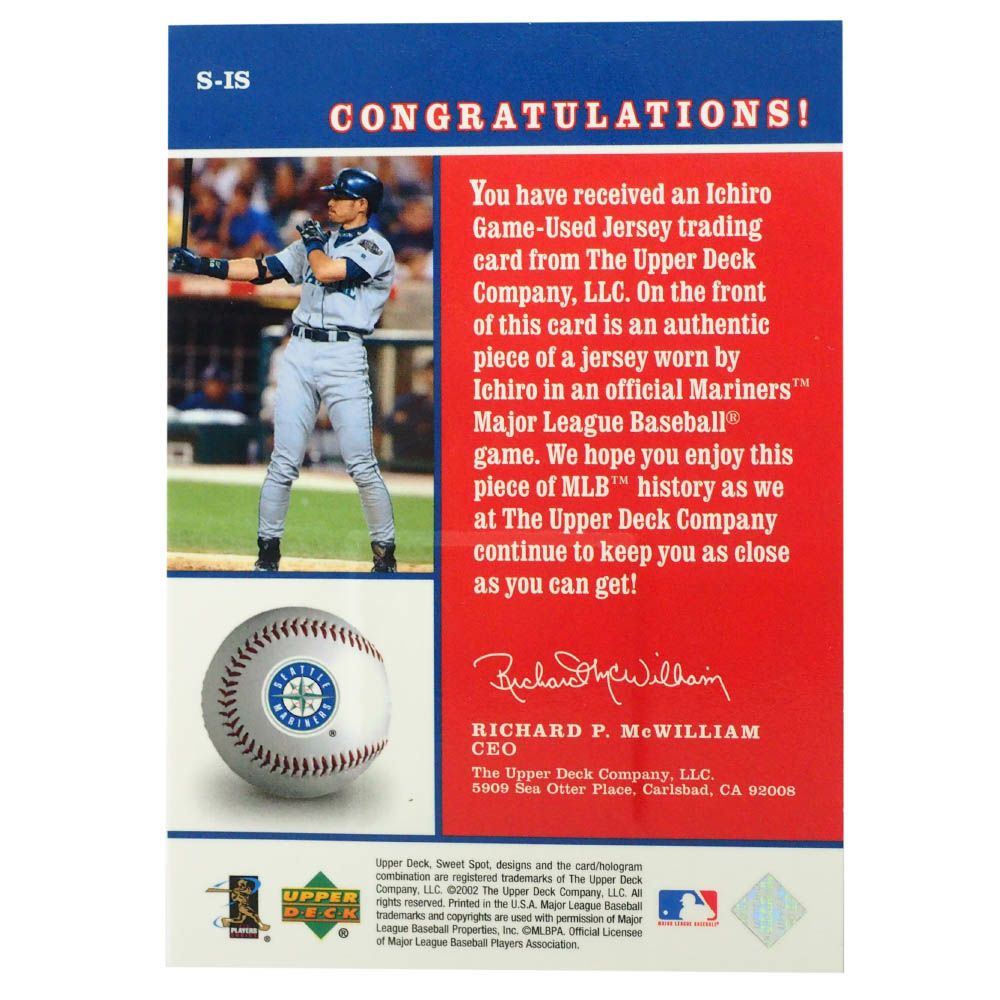 S-IS
CONGRATULATIONS!
You have received an Ichiro
Game-Used Jersey trading
card from The Upper Deck
Company, LLC. On the front
of this card is an authentic
piece of a jersey worn by
Ichiro in an official Mariners™
Major League Baseball®
game. We hope you enjoy this
piece of MLB™ history as we
at The Upper Deck Company
continue to keep you as close
as you can get!
Richard McWilliam
RICHARD P. McWILLIAM
CEO
The Upper Deck Company, LLC.
5909 Sea Otter Place, Carlsbad, CA 92008
SEATTLE
MARINERS
®
Upper Deck, Sweet Spot, designs and the card/hologram
combination are registered trademarks of The Upper Deck
Company, LLC. ©2002 The Upper Deck Company, LLC. All
rights reserved. Printed in the U.S.A. Major League Baseball
trademarks and copyrights are used with permission of Major
League Baseball Properties, Inc. ©MLBPA. Official Licensee
of Major League Baseball Players Association.
PLAYERS
CHOICE
UPPER
DECK
®
MAJOR LEAGUE BASEBALL®